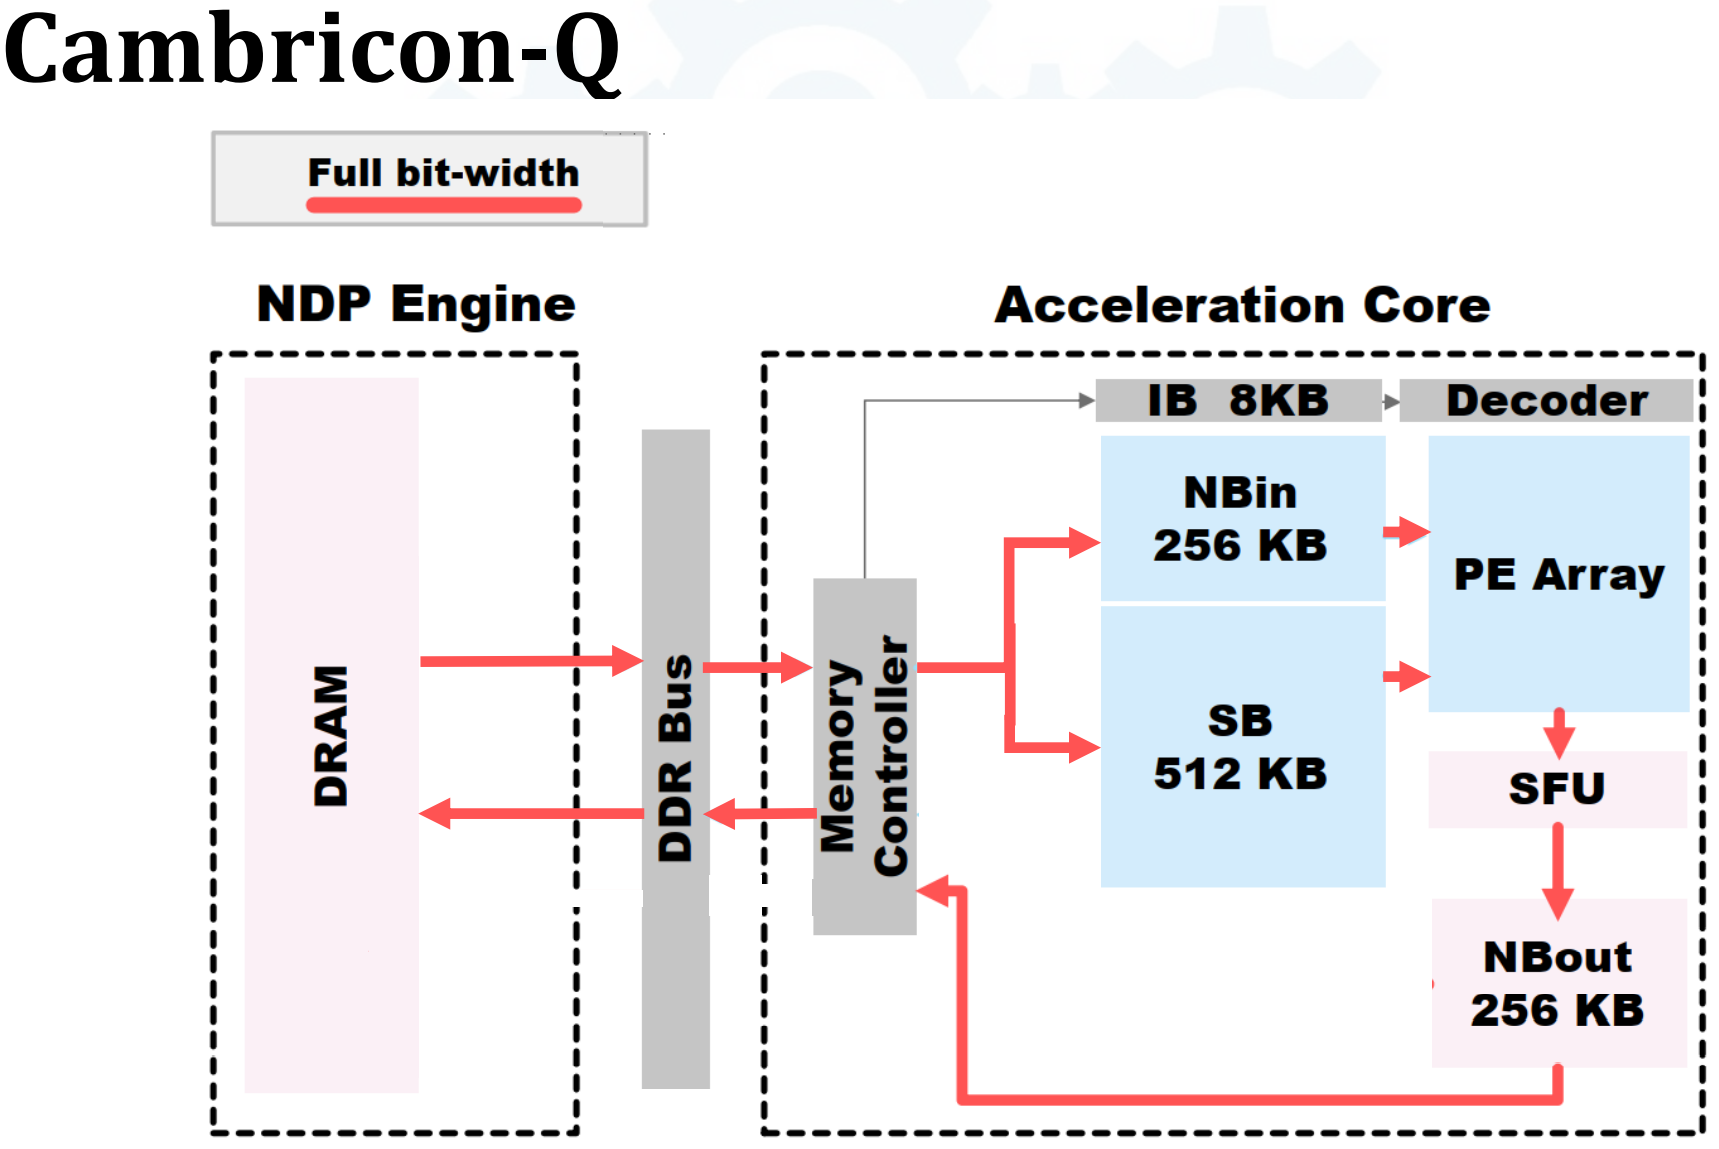 Cambricon-Q
Full bit-width
NDP Engine
Acceleration Core
IB 8KB
Decoder
NBin
256 KB
PE Array
DRAM
DDR Bus
Memory
Controller
SB
512 KB
SFU
NBout
256 KB